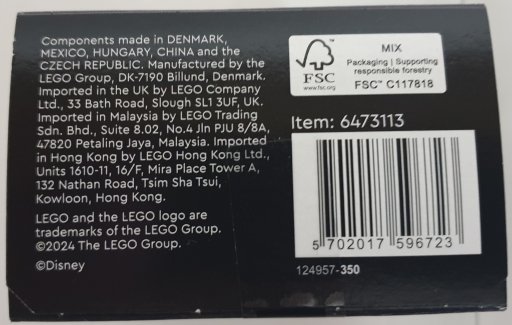 Components made in DENMARK,
MEXICO, HUNGARY, CHINA and the
CZECH REPUBLIC. Manufactured by the
LEGO Group, DK-7190 Billund, Denmark.
Imported in the UK by LEGO Company
Ltd., 33 Bath Road, Slough SL1 3UF, UK.
Imported in Malaysia by LEGO Trading
Sdn. Bhd., Suite 8.02, No.4 Jln PJU 8/8A,
47820 Petaling Jaya, Malaysia. Imported
in Hong Kong by LEGO Hong Kong Ltd.,
Units 1610-11, 16/F, Mira Place Tower A,
132 Nathan Road, Tsim Sha Tsui,
Kowloon, Hong Kong.
LEGO and the LEGO logo are
trademarks of the LEGO Group.
©2024 The LEGO Group.
©Disney
FSC
www.fsc.org
MIX
Packaging | Supporting
responsible forestry
FSC™ C117818
Item: 6473113
5 702017 596723
124957-350